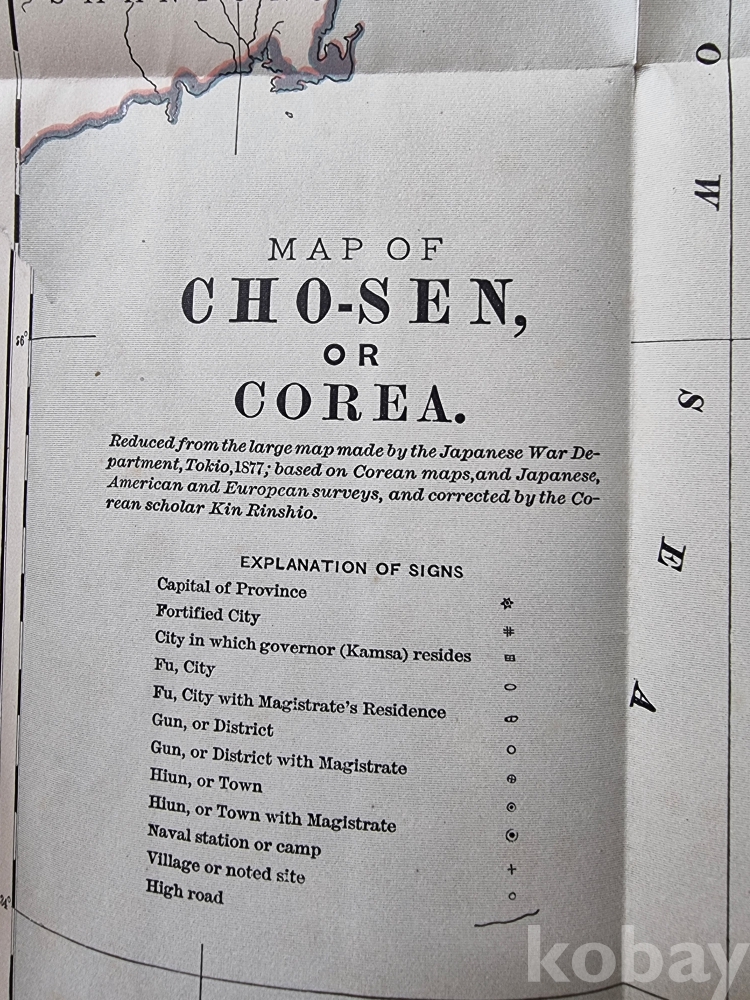 MAP OF
CHO-SEN,
OR
COREA.
Reduced from the large map made by the Japanese War De-
partment, Tokio, 1877; based on Corean maps, and Japanese,
American and European surveys, and corrected by the Co-
rean scholar Kin Rinshio.
EXPLANATION OF SIGNS
Capital of Province
Fortified City
City in which governor (Kamsa) resides
Fu, City
Fu, City with Magistrate's Residence
Gun, or District
Gun, or District with Magistrate
Hiun, or Town
Hiun, or Town with Magistrate
Naval station or camp
Village or noted site
High road
O
W
S
E
A
36°
kobay